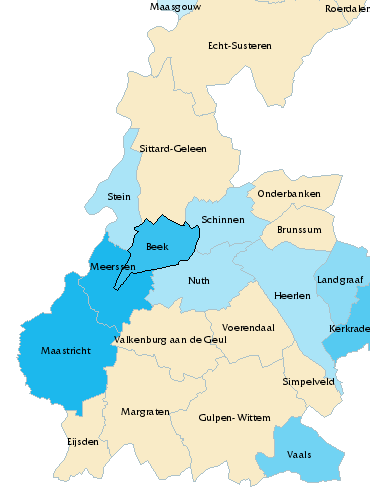 Maasgouw
Roerdalen
Echt-Susteren
Sittard-Geleen
Stein
Onderbanken
Schinnen
Brunssum
Beek
Meerssen
Nuth
Landgraaf
Heerlen
Voerendaal
Kerkrade
Valkenburg aan de Geul
Maastricht
Simpelveld
Margraten
Gulpen- Wittem
Eijsden
Vaals